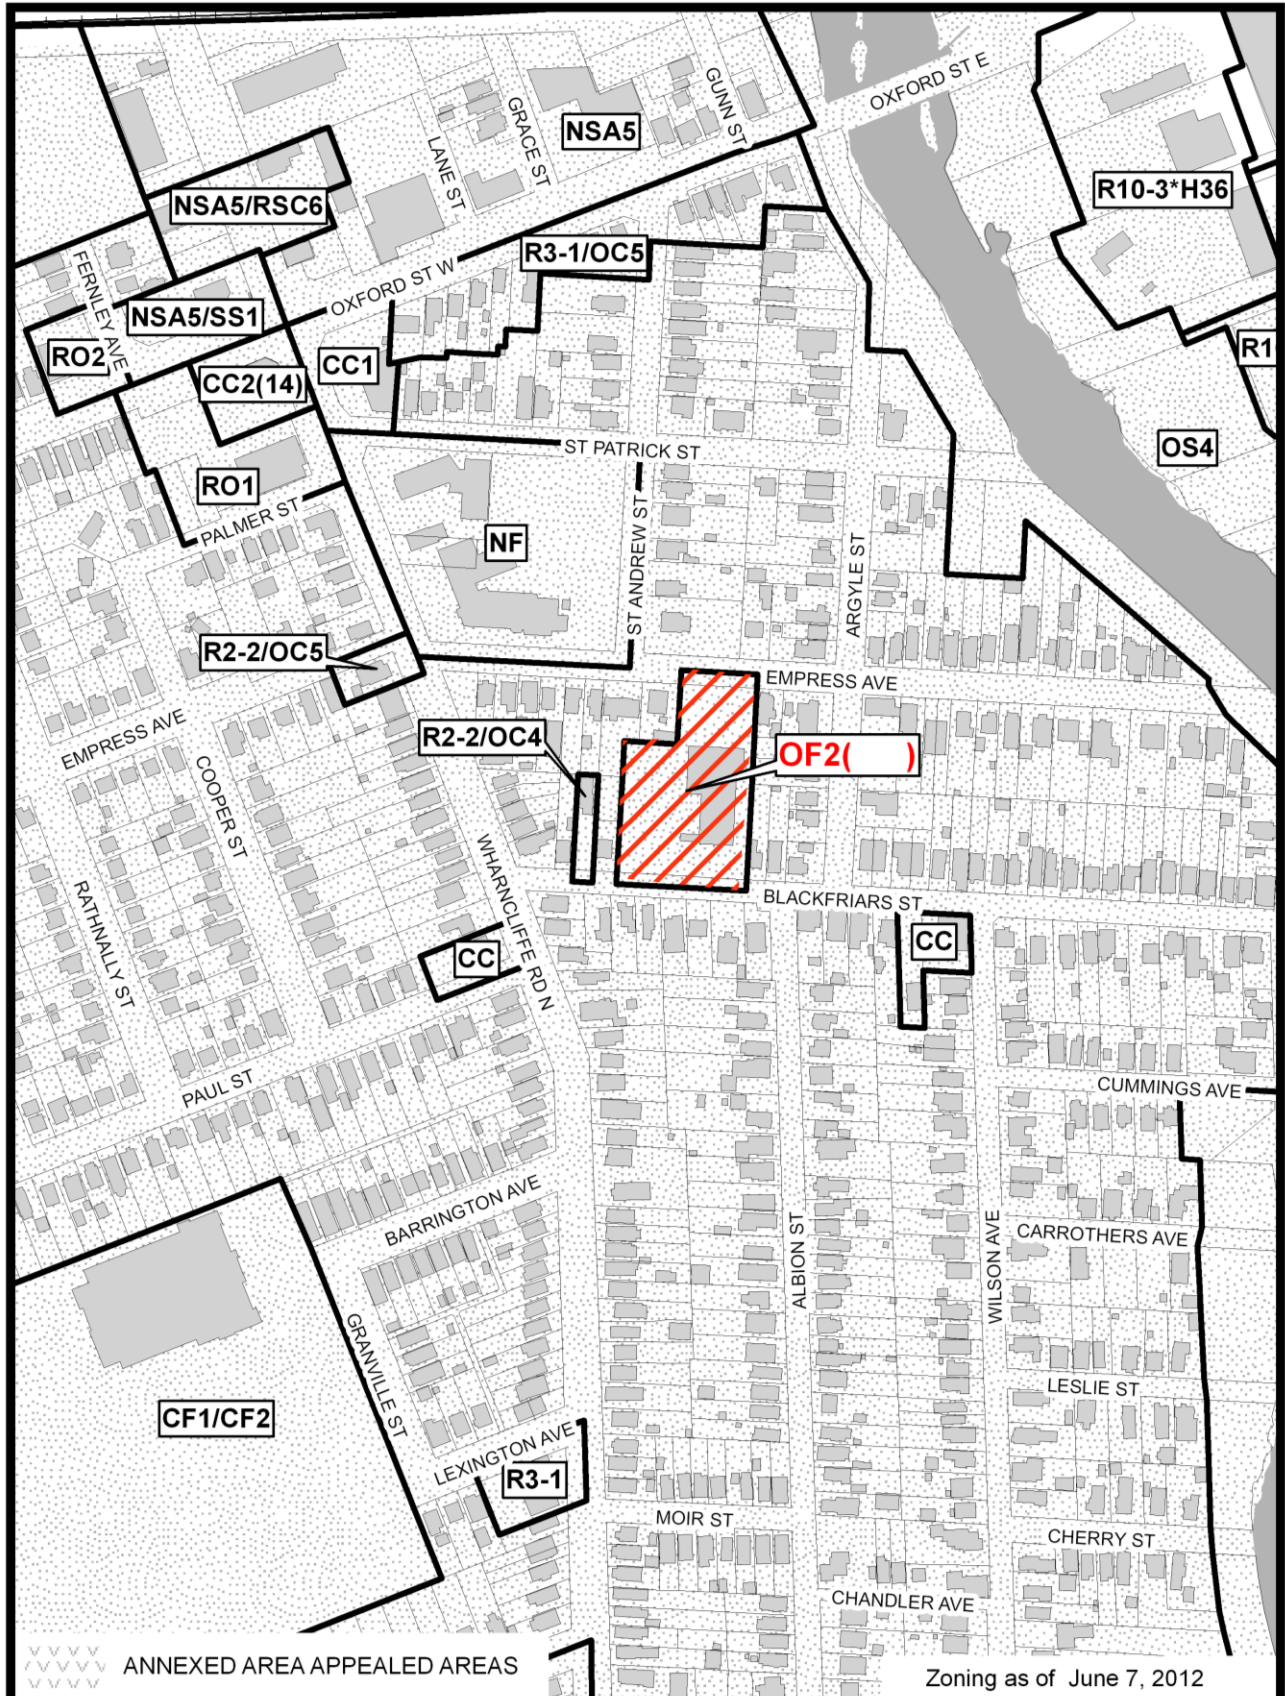 OXFORD ST E
GUNN ST
GRACE ST
NSA5
LANE ST
R10-3*H36
NSA5/RSC6
FERNLEY AVE
R3-1/OC5
OXFORD ST W
NSA5/SS1
RO2
CC1
CC2(14)
R1
ST PATRICK ST
OS4
RO1
PALMER ST
NF
ST ANDREW ST
ARGYLE ST
R2-2/OC5
EMPRESS AVE
EMPRESS AVE
R2-2/OC4
OF2( )
COOPER ST
WHARNCLIFFE RD N
RATHNALLY ST
BLACKFRIARS ST
CC
CC
PAUL ST
CUMMINGS AVE
BARRINGTON AVE
ALBION ST
WILSON AVE
CARROTHERS AVE
GRANVILLE ST
LESLIE ST
CF1/CF2
LEXINGTON AVE
R3-1
MOIR ST
CHERRY ST
CHANDLER AVE
ANNEXED AREA APPEALED AREAS
Zoning as of June 7, 2012